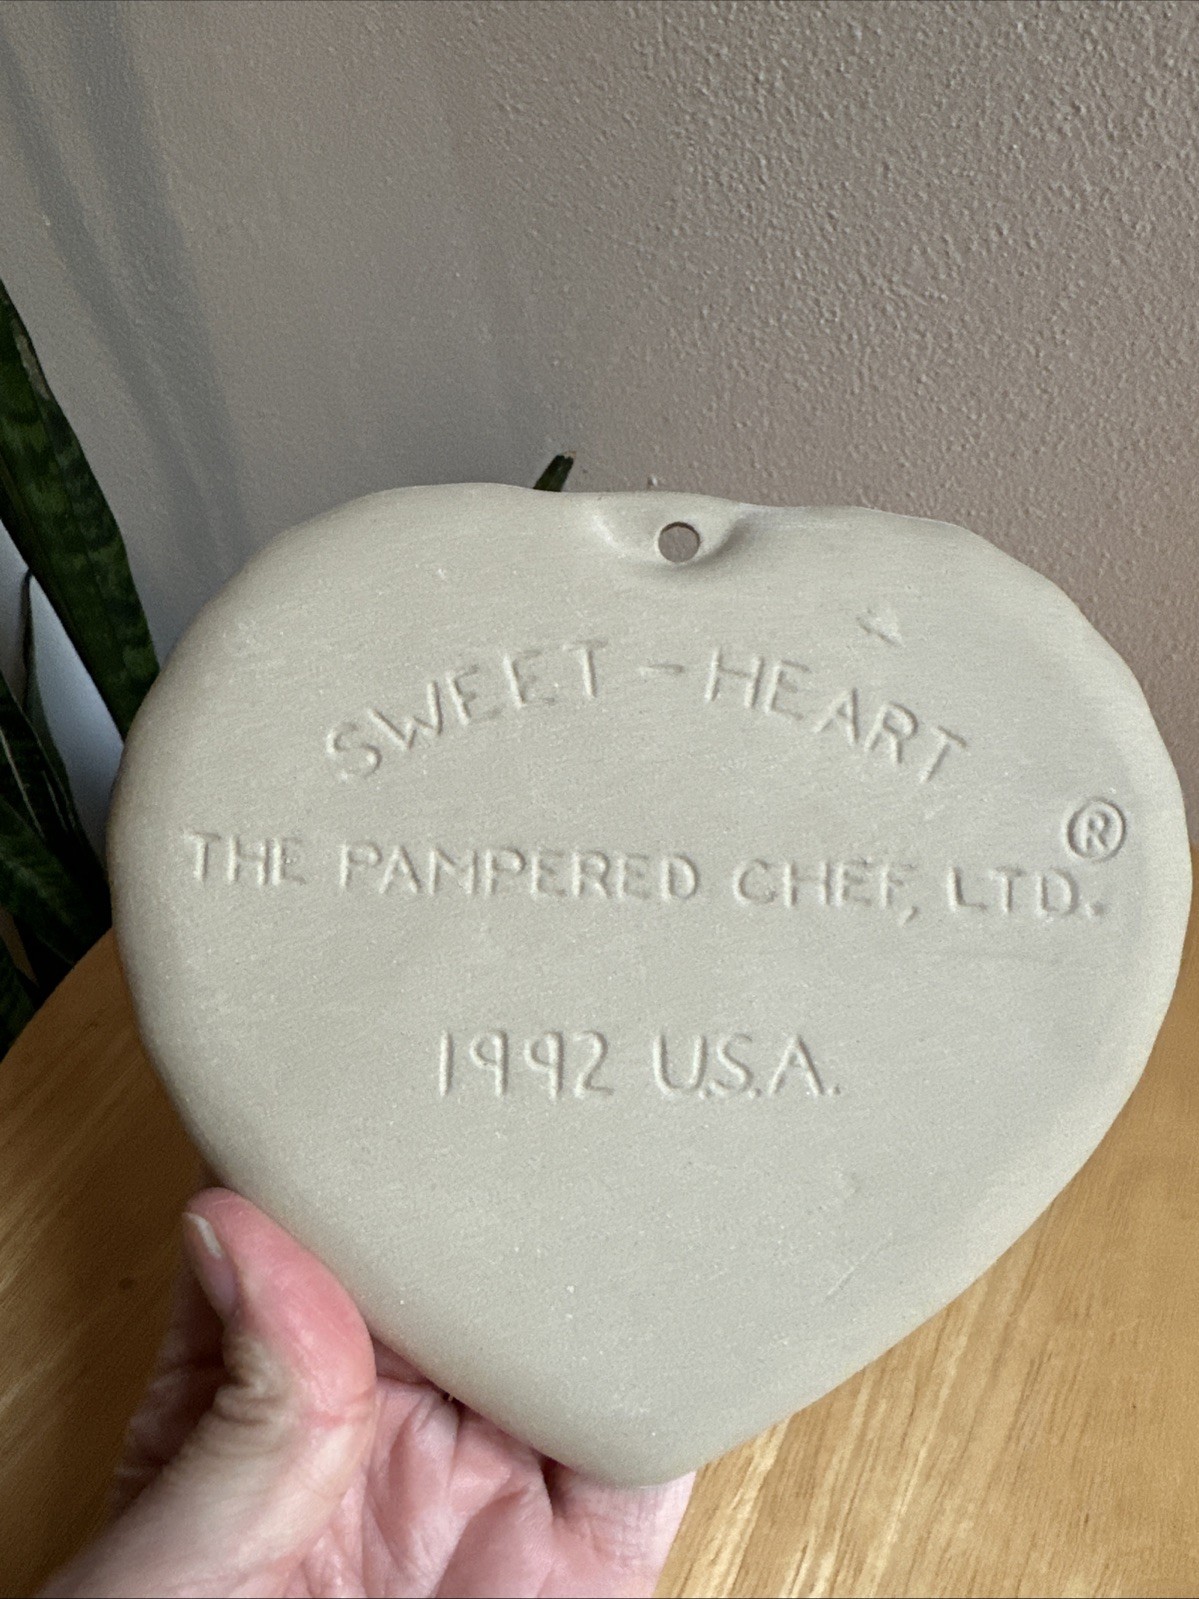 SWEET-HEART
THE PAMPERED CHEF, LTD.®
1992 U.S.A.